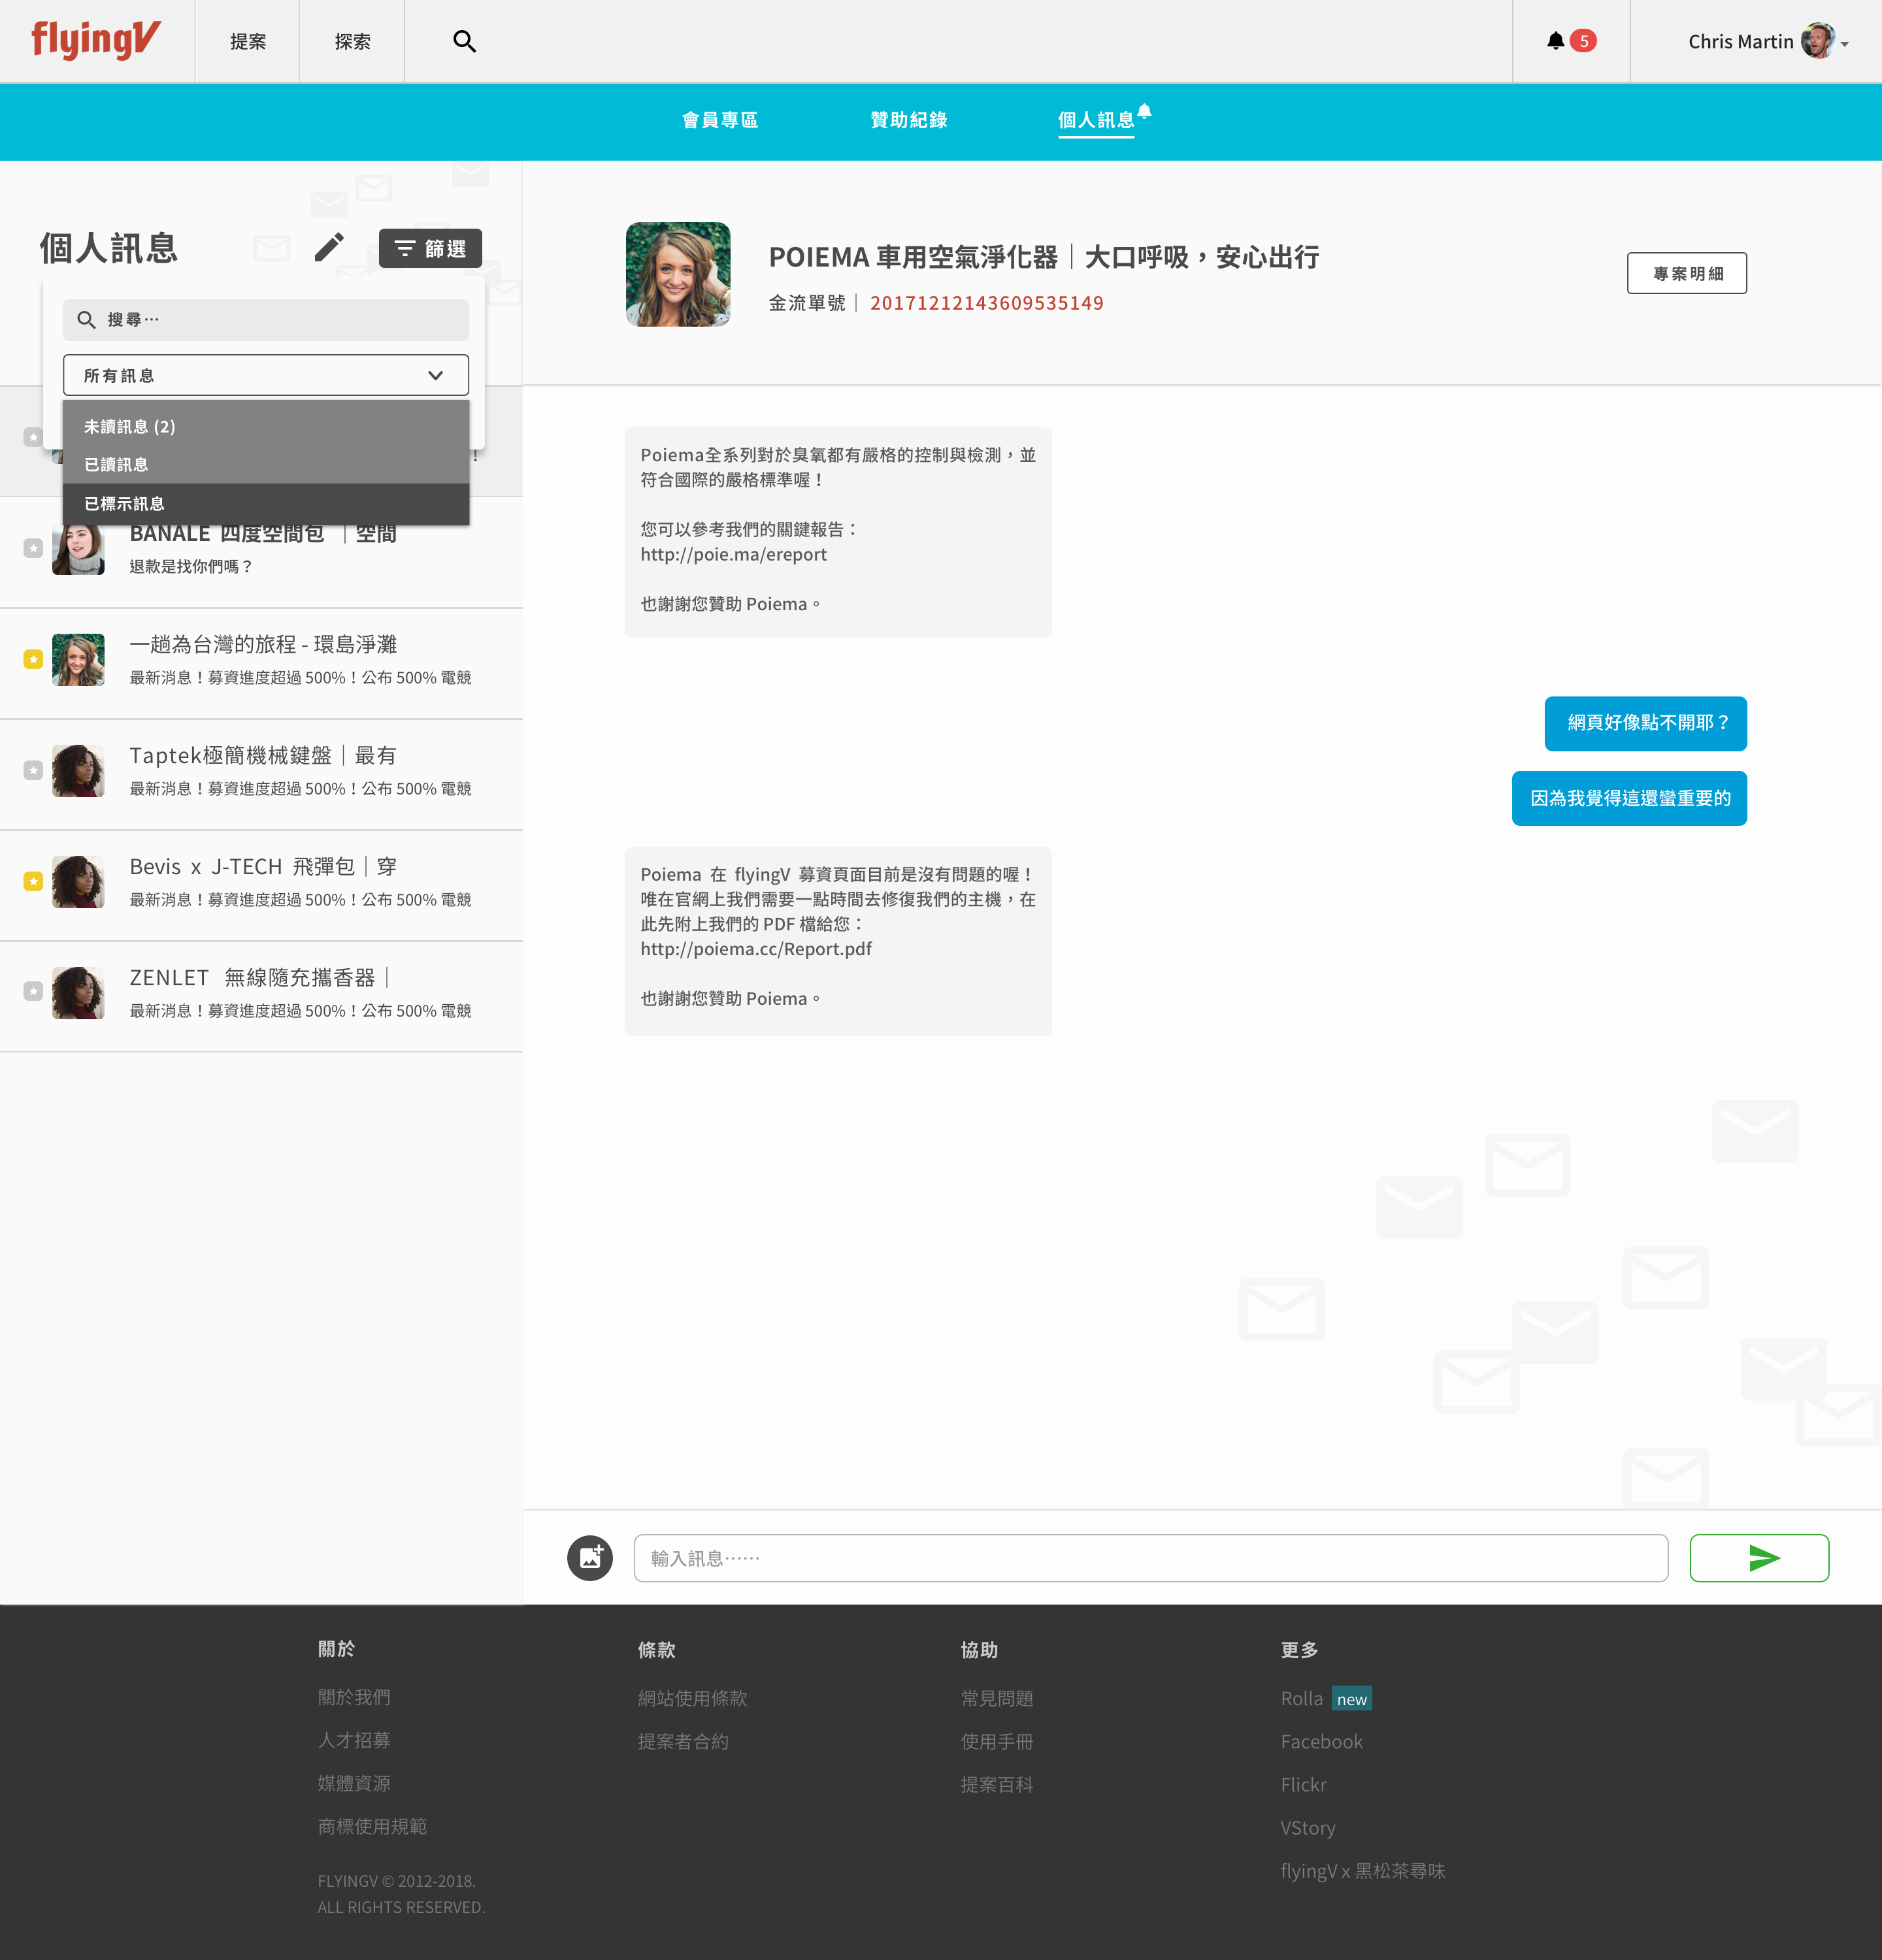 flyingV
提案
探索
5
Chris Martin
會員專區
贊助紀錄
個人訊息
個人訊息
篩選
搜尋⋯
所有訊息
未讀訊息 (2)
已讀訊息
已標示訊息
!
BANALE 四度空間包 ｜空間
退款是找你們嗎？
一趟為台灣的旅程 - 環島淨灘
最新消息！募資進度超過 500%！公布 500% 電競
Taptek極簡機械鍵盤｜最有
最新消息！募資進度超過 500%！公布 500% 電競
Bevis x J-TECH 飛彈包｜穿
最新消息！募資進度超過 500%！公布 500% 電競
ZENLET 無線隨充攜香器｜
最新消息！募資進度超過 500%！公布 500% 電競
POIEMA 車用空氣淨化器｜大口呼吸，安心出行
金流單號｜ 20171212143609535149
專案明細
Poiema全系列對於臭氧都有嚴格的控制與檢測，並
符合國際的嚴格標準喔！
您可以參考我們的關鍵報告：
http://poie.ma/ereport
也謝謝您贊助 Poiema。
網頁好像點不開耶？
因為我覺得這還蠻重要的
Poiema 在 flyingV 募資頁面目前是沒有問題的喔！
唯在官網上我們需要一點時間去修復我們的主機，在
此先附上我們的 PDF 檔給您：
http://poiema.cc/Report.pdf
也謝謝您贊助 Poiema。
輸入訊息⋯⋯
關於
關於我們
人才招募
媒體資源
商標使用規範
FLYINGV © 2012-2018.
ALL RIGHTS RESERVED.
條款
網站使用條款
提案者合約
協助
常見問題
使用手冊
提案百科
更多
Rolla new
Facebook
Flickr
VStory
flyingV x 黑松茶尋味